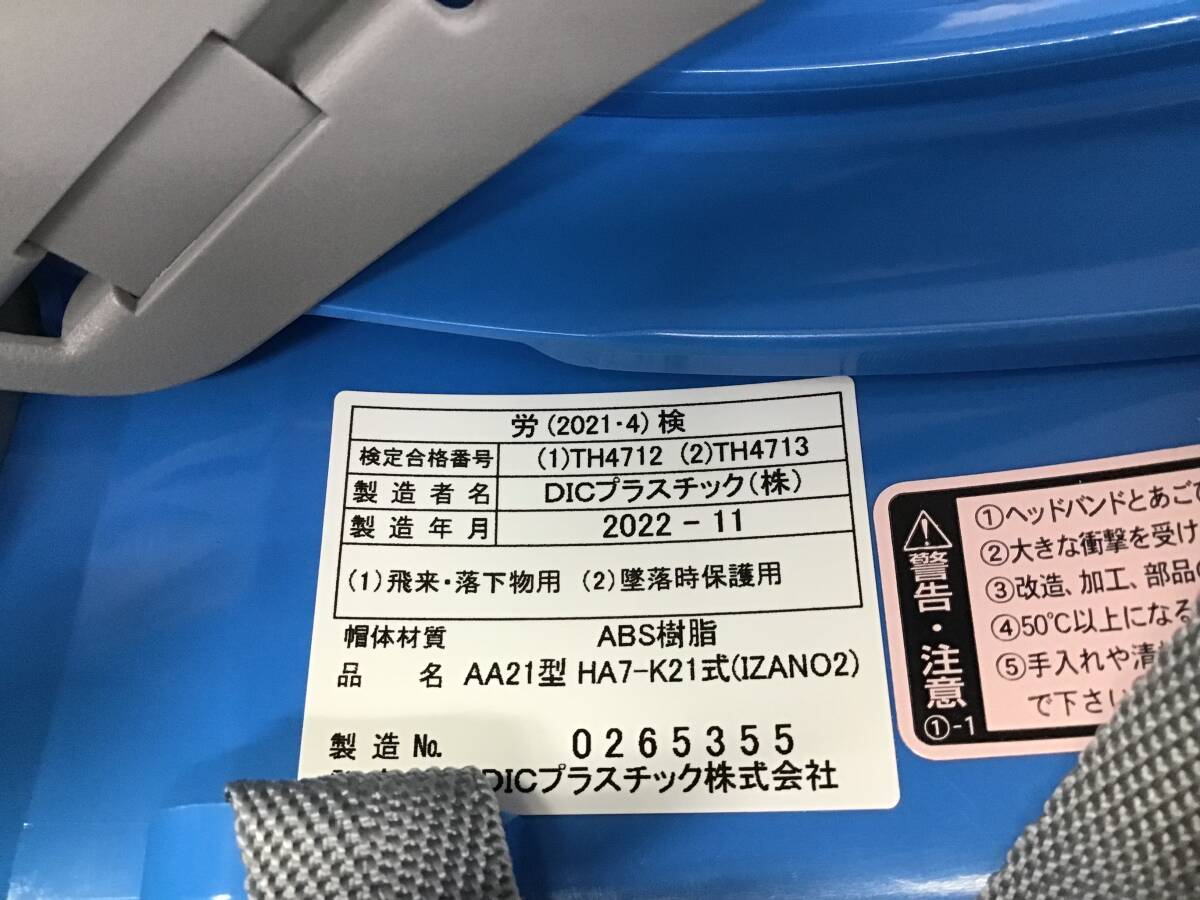 労(2021・4)検
検定合格番号 (1)TH4712 (2)TH4713
製造者名 DICプラスチック(株)
製造年月 2022 - 11
(1)飛来・落下物用 (2)墜落時保護用
帽体材質 ABS樹脂
品名 AA21型 HA7-K21式(IZANO2)
製造No. 0265355
DICプラスチック株式会社
警告・注意
①-1
①ヘッドバンドとあご
②大きな衝撃を受け
③改造、加工、部品
④50℃以上になる
⑤手入れや清
で下さい